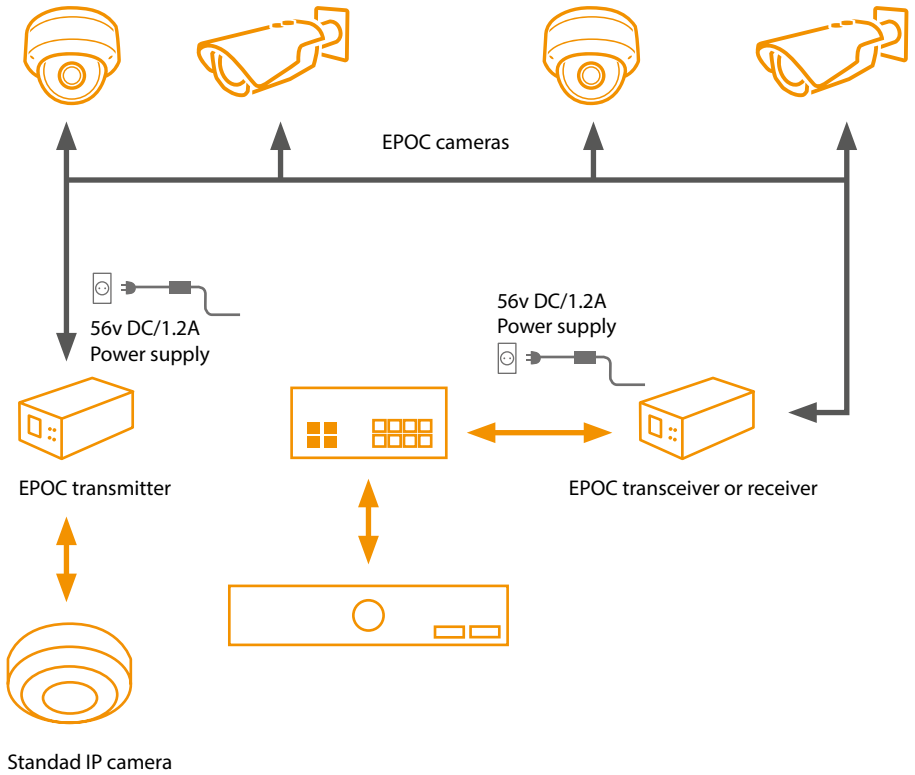 EPOC cameras
56v DC/1.2A
Power supply
56v DC/1.2A
Power supply
EPOC transmitter
EPOC transceiver or receiver
Standad IP camera